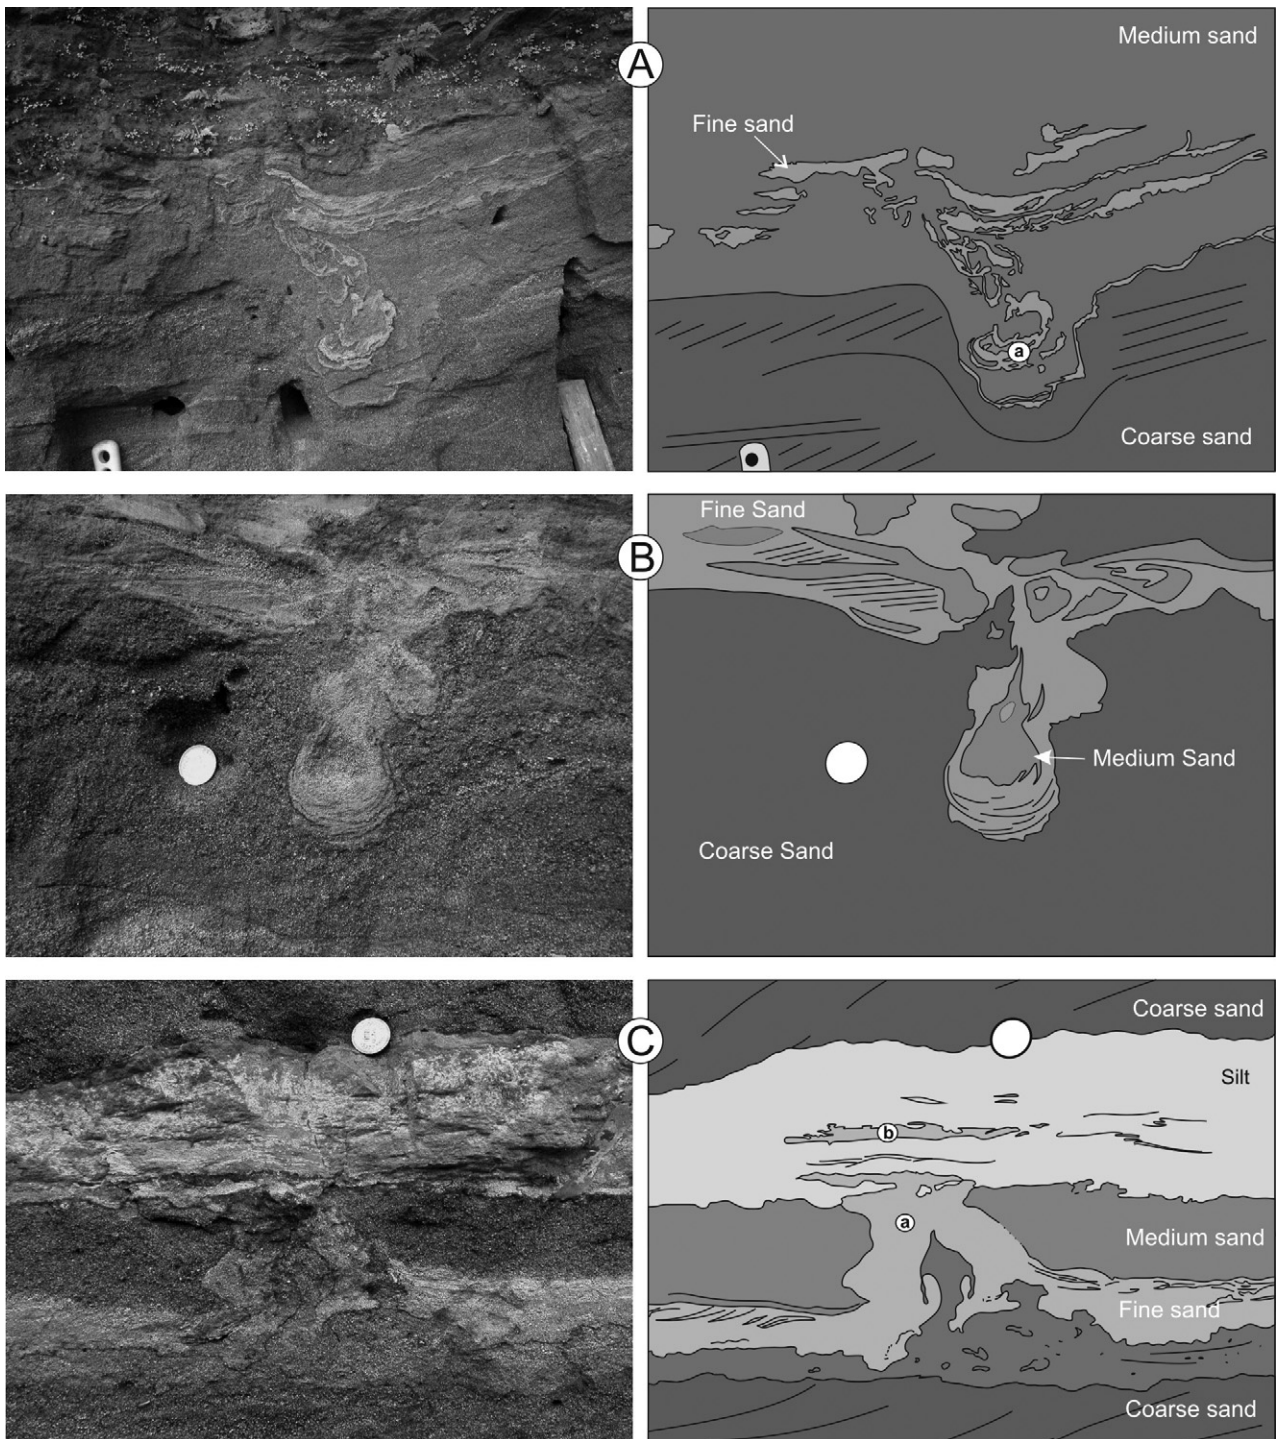 A
Medium sand
Fine sand
a
Coarse sand
B
Fine Sand
Medium Sand
Coarse Sand
C
Coarse sand
Silt
b
a
Medium sand
Fine sand
Coarse sand